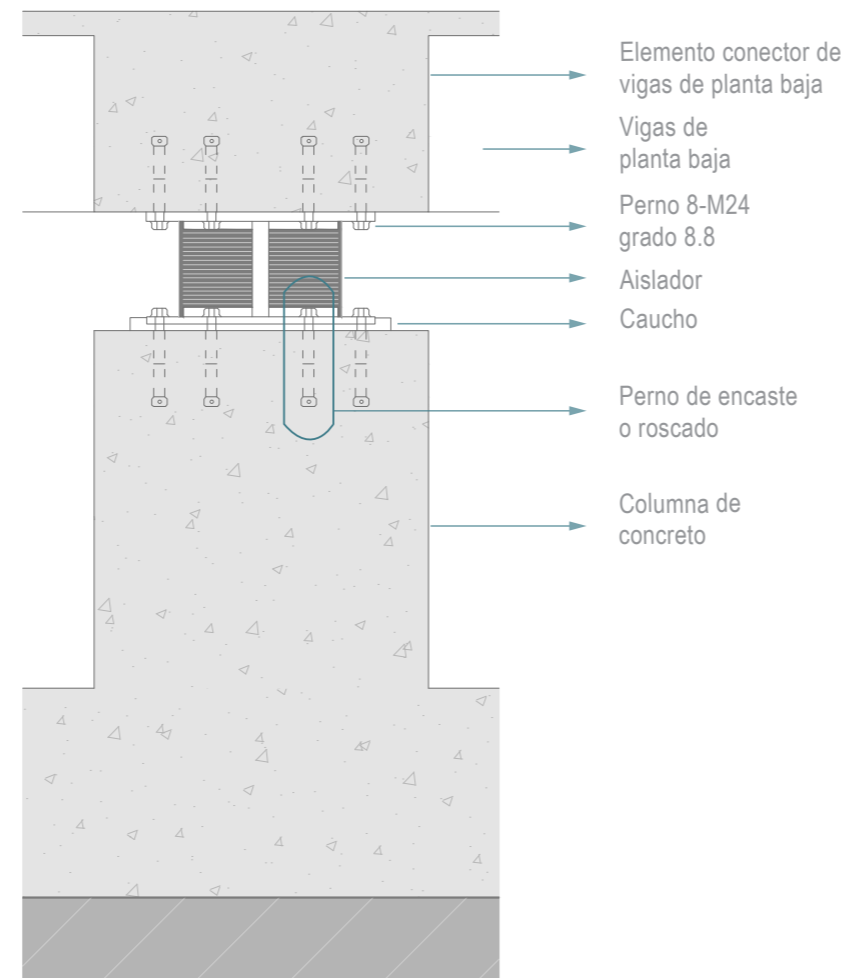 Elemento conector de
vigas de planta baja
Vigas de
planta baja
Perno 8-M24
grado 8.8
Aislador
Caucho
Perno de encaste
o roscado
Columna de
concreto